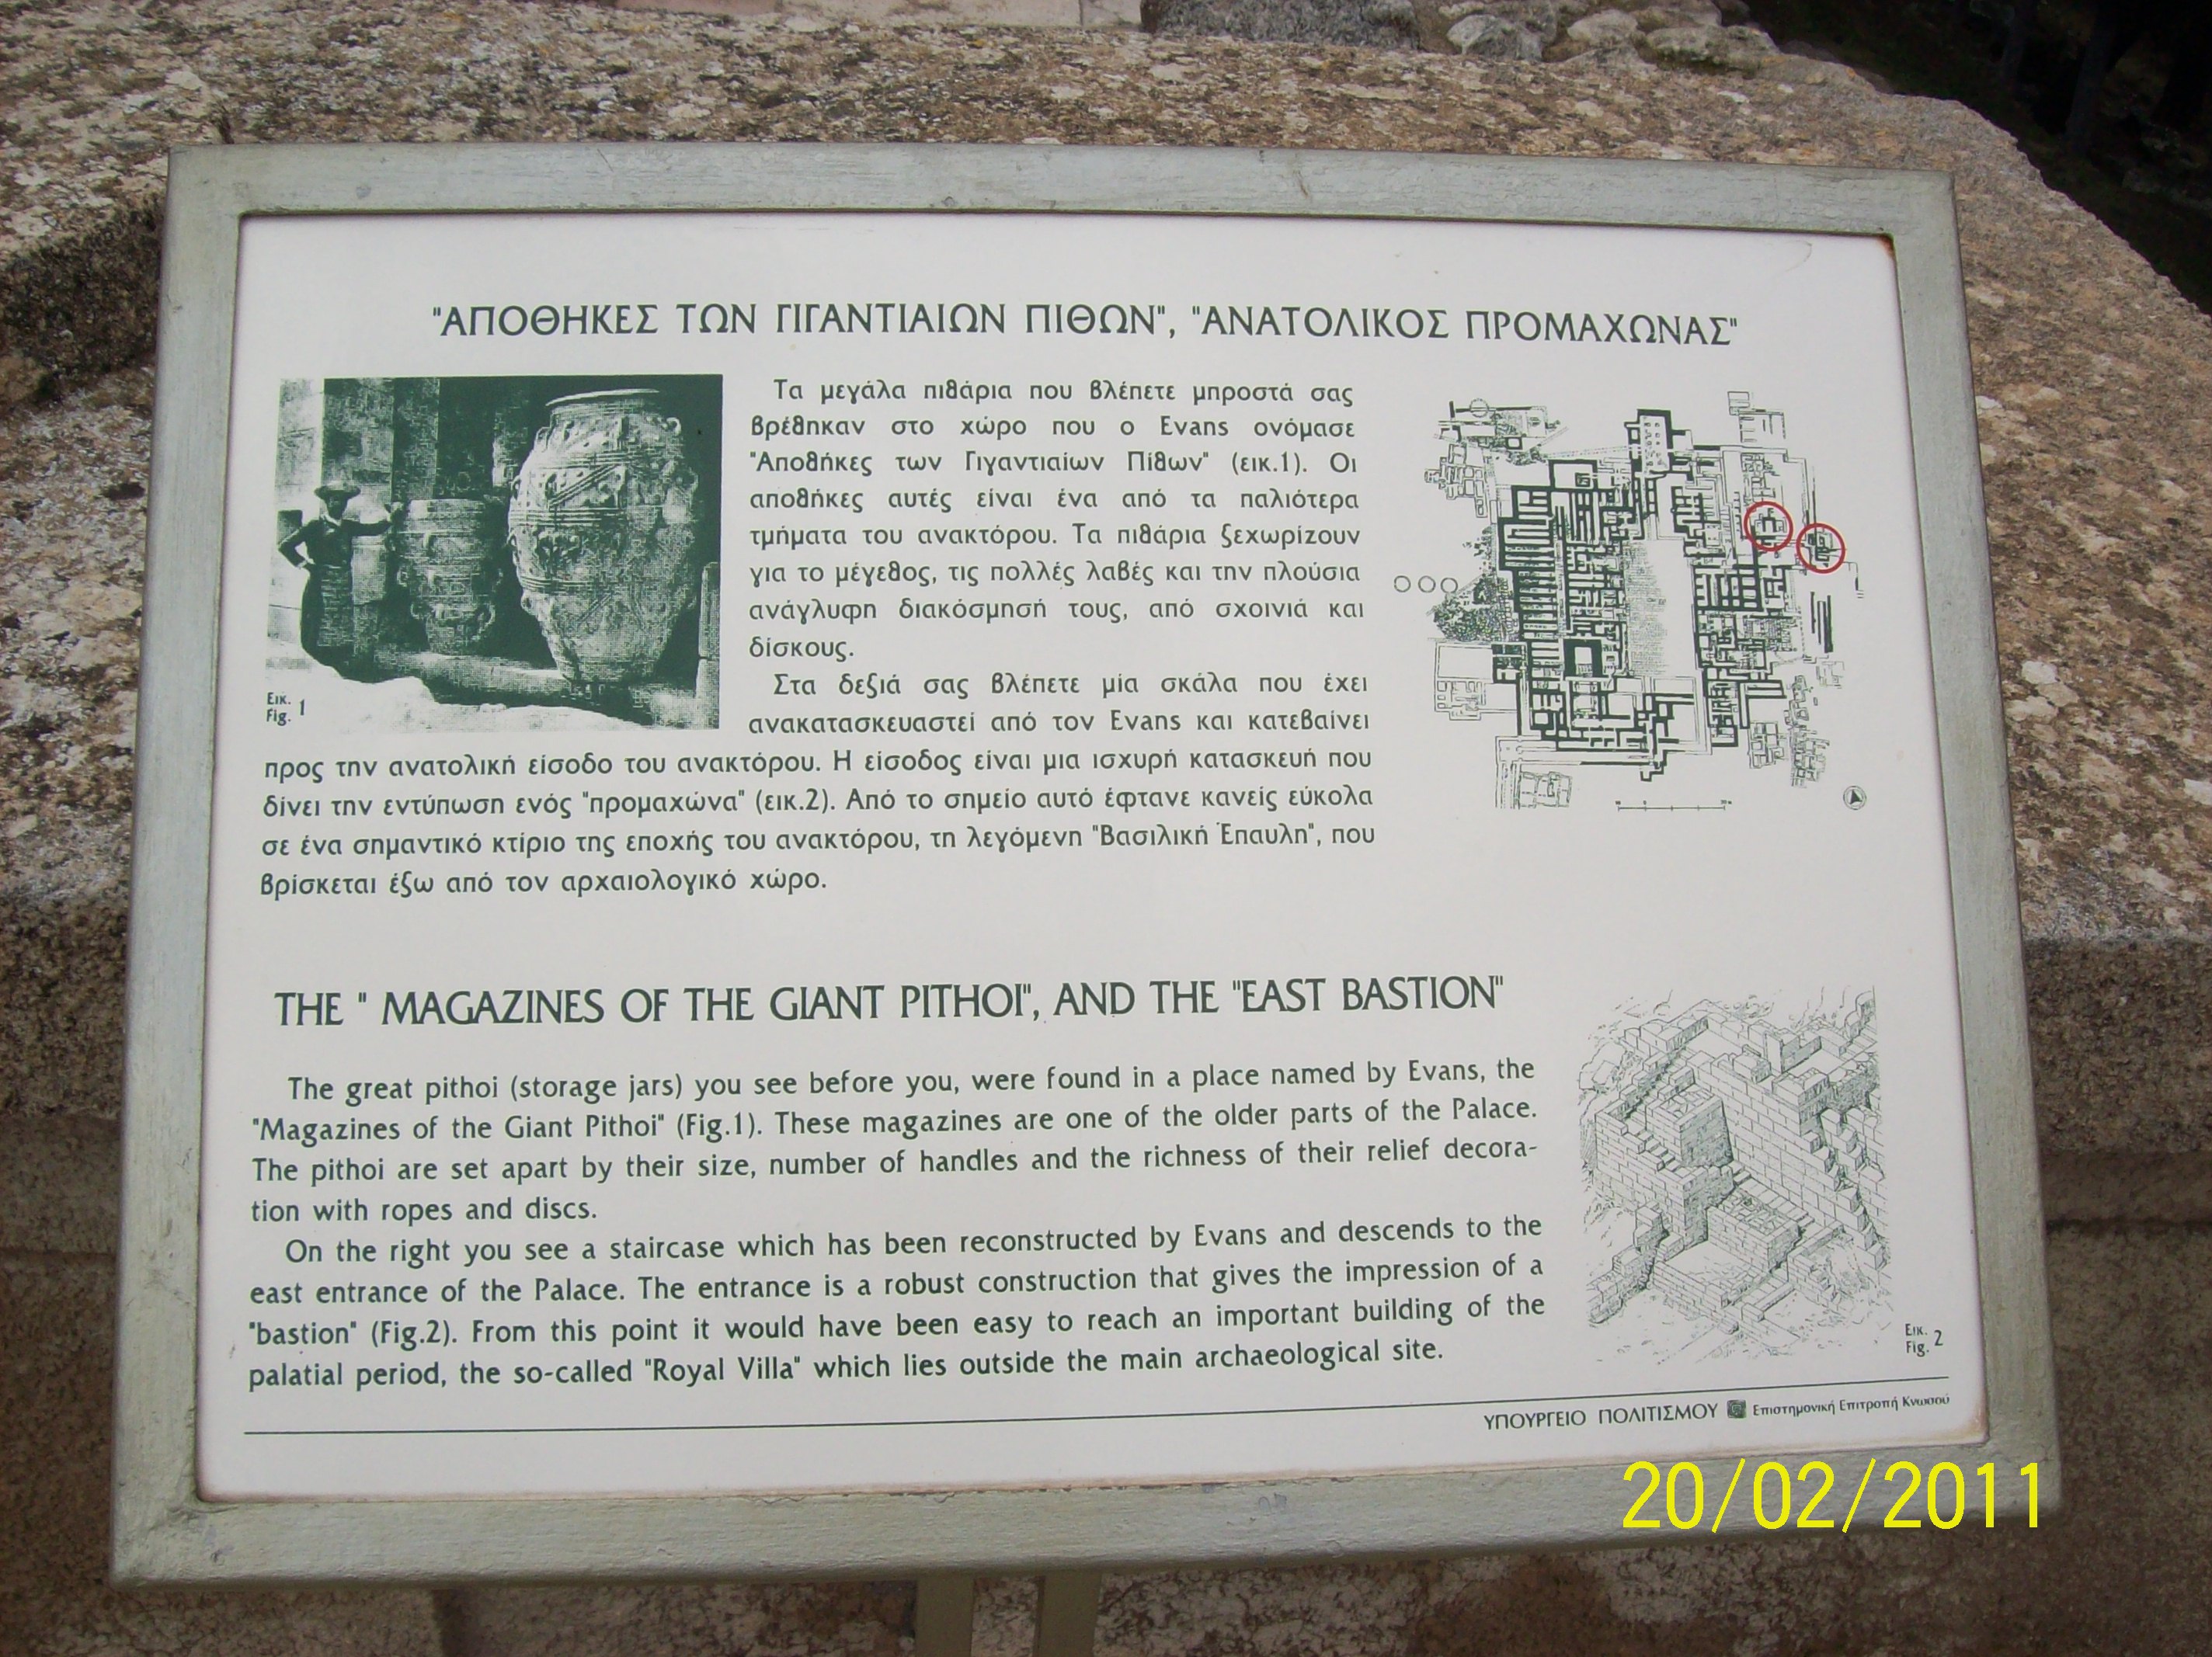 "ΑΠΟΘΗΚΕΣ ΤΩΝ ΓΙΓΑΝΤΙΑΙΩΝ ΠΙΘΩΝ", "ΑΝΑΤΟΛΙΚΟΣ ΠΡΟΜΑΧΩΝΑΣ"
Τα μεγάλα πιθάρια που βλέπετε μπροστά σας
βρέθηκαν στο χώρο που ο Evans ονόμασε
"Αποθήκες των Γιγαντιαίων Πίθων" (εικ.1). Οι
αποθήκες αυτές είναι ένα από τα παλιότερα
τμήματα του ανακτόρου. Τα πιθάρια ξεχωρίζουν
για το μέγεθος, τις πολλές λαβές και την πλούσια
ανάγλυφη διακόσμησή τους, από σχοινιά και
δίσκους.
Στα δεξιά σας βλέπετε μία σκάλα που έχει
ανακατασκευαστεί από τον Evans και κατεβαίνει
προς την ανατολική είσοδο του ανακτόρου. Η είσοδος είναι μια ισχυρή κατασκευή που
δίνει την εντύπωση ενός "προμαχώνα" (εικ.2). Από το σημείο αυτό έφτανε κανείς εύκολα
σε ένα σημαντικό κτίριο της εποχής του ανακτόρου, τη λεγόμενη "Βασιλική Έπαυλη", που
βρίσκεται έξω από τον αρχαιολογικό χώρο.
Εικ.
Fig. 1
THE " MAGAZINES OF THE GIANT PITHOI", AND THE "EAST BASTION"
The great pithoi (storage jars) you see before you, were found in a place named by Evans, the
"Magazines of the Giant Pithoi" (Fig.1). These magazines are one of the older parts of the Palace.
The pithoi are set apart by their size, number of handles and the richness of their relief decora-
tion with ropes and discs.
On the right you see a staircase which has been reconstructed by Evans and descends to the
east entrance of the Palace. The entrance is a robust construction that gives the impression of a
"bastion" (Fig.2). From this point it would have been easy to reach an important building of the
palatial period, the so-called "Royal Villa" which lies outside the main archaeological site.
Εικ.
Fig. 2
ΥΠΟΥΡΓΕΙΟ ΠΟΛΙΤΙΣΜΟΥ Επιστημονική Επιτροπή Κνωσού
20/02/2011